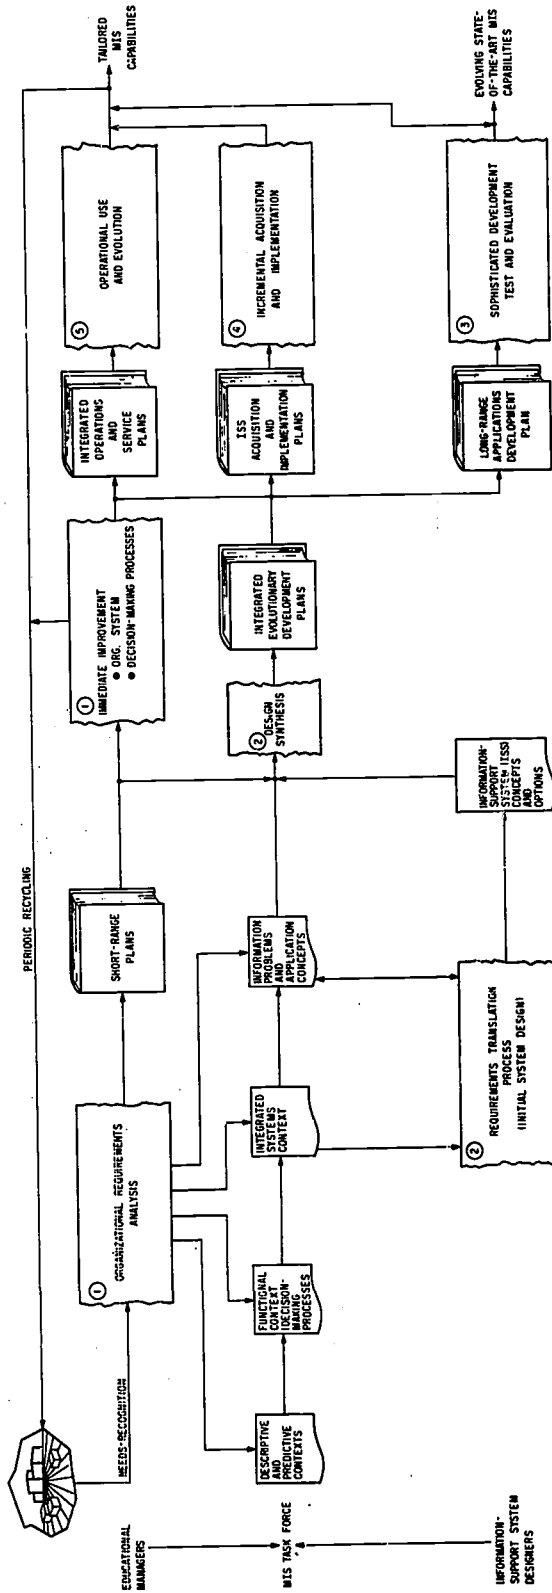 PERIODIC RECYCLING
NEEDS-RECOGNITION
EDUCATIONAL
MANAGERS
MIS TASK FORCE
INFORMATION-
SUPPORT SYSTEM
DESIGNERS
1
ORGANIZATIONAL REQUIREMENTS
ANALYSIS
DESCRIPTIVE
AND
PREDICTIVE CONTEXTS
FUNCTIONAL
CONTEXT
(DECISION-
MAKING
PROCESSES
INTEGRATED
SYSTEMS
CONTEXT
INFORMATION
PROBLEMS
AND
APPLICATION
CONCEPTS
2
REQUIREMENTS TRANSLATION
PROCESS
(INITIAL SYSTEM DESIGN)
SHORT-RANGE
PLANS
INFORMATION-
SUPPORT
SYSTEM (ISS)
CONCEPTS
AND
OPTIONS
1
IMMEDIATE IMPROVEMENT
● ORG. SYSTEM
● DECISION-MAKING PROCESSES
2
DESIGN
SYNTHESIS
INTEGRATED
EVOLUTIONARY
DEVELOPMENT
PLANS
INTEGRATED
OPERATIONS
AND
SERVICE
PLANS
ISS
ACQUISITION
AND
IMPLEMENTATION
PLANS
LONG-RANGE
APPLICATIONS
DEVELOPMENT
PLAN
5
OPERATIONAL USE
AND EVOLUTION
4
INCREMENTAL ACQUISITION
AND IMPLEMENTATION
3
SOPHISTICATED DEVELOPMENT
TEST AND EVALUATION
TAILORED
MIS
CAPABILITIES
EVOLVING STATE-
OF-THE-ART MIS
CAPABILITIES